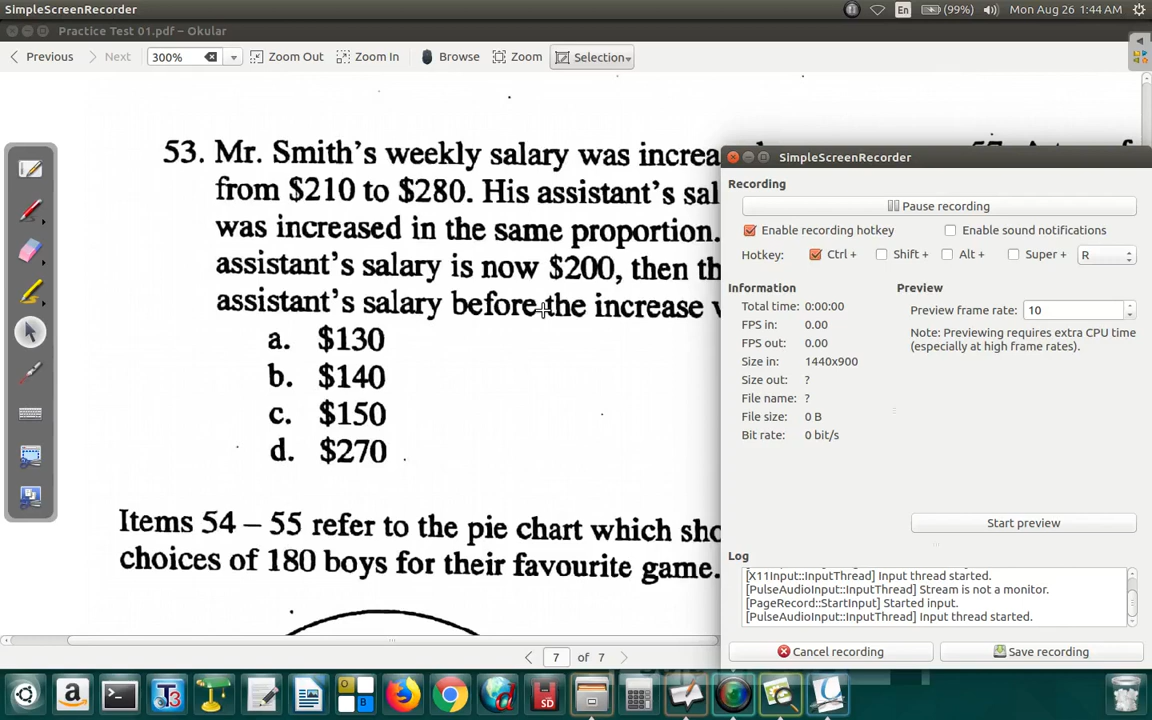 SimpleScreenRecorder
En
(99%)
Mon Aug 26 1:44 AM
Practice Test 01.pdf – Okular
Previous
Next
300%
Zoom Out
Zoom In
Browse
Zoom
Selection
53. Mr. Smith's weekly salary was increa
from $210 to $280. His assistant's sal
was increased in the same proportion.
assistant's salary is now $200, then th
assistant's salary before the increase
a. $130
b. $140
c. $150
d. $270
Items 54 – 55 refer to the pie chart which sho
choices of 180 boys for their favourite game.
7 of 7
SimpleScreenRecorder
Recording
Pause recording
Enable recording hotkey
Enable sound notifications
Hotkey:
Ctrl +
Shift +
Alt +
Super +
R
Information
Total time: 0:00:00
FPS in: 0.00
FPS out: 0.00
Size in: 1440x900
Size out: ?
File name: ?
File size: 0 B
Bit rate: 0 bit/s
Preview
Preview frame rate: 10
Note: Previewing requires extra CPU time
(especially at high frame rates).
Start preview
Log
[X11Input::InputThread] Input thread started.
[PulseAudioInput::InputThread] Stream is not a monitor.
[PageRecord::StartInput] Started input.
[PulseAudioInput::InputThread] Input thread started.
Cancel recording
Save recording
SD